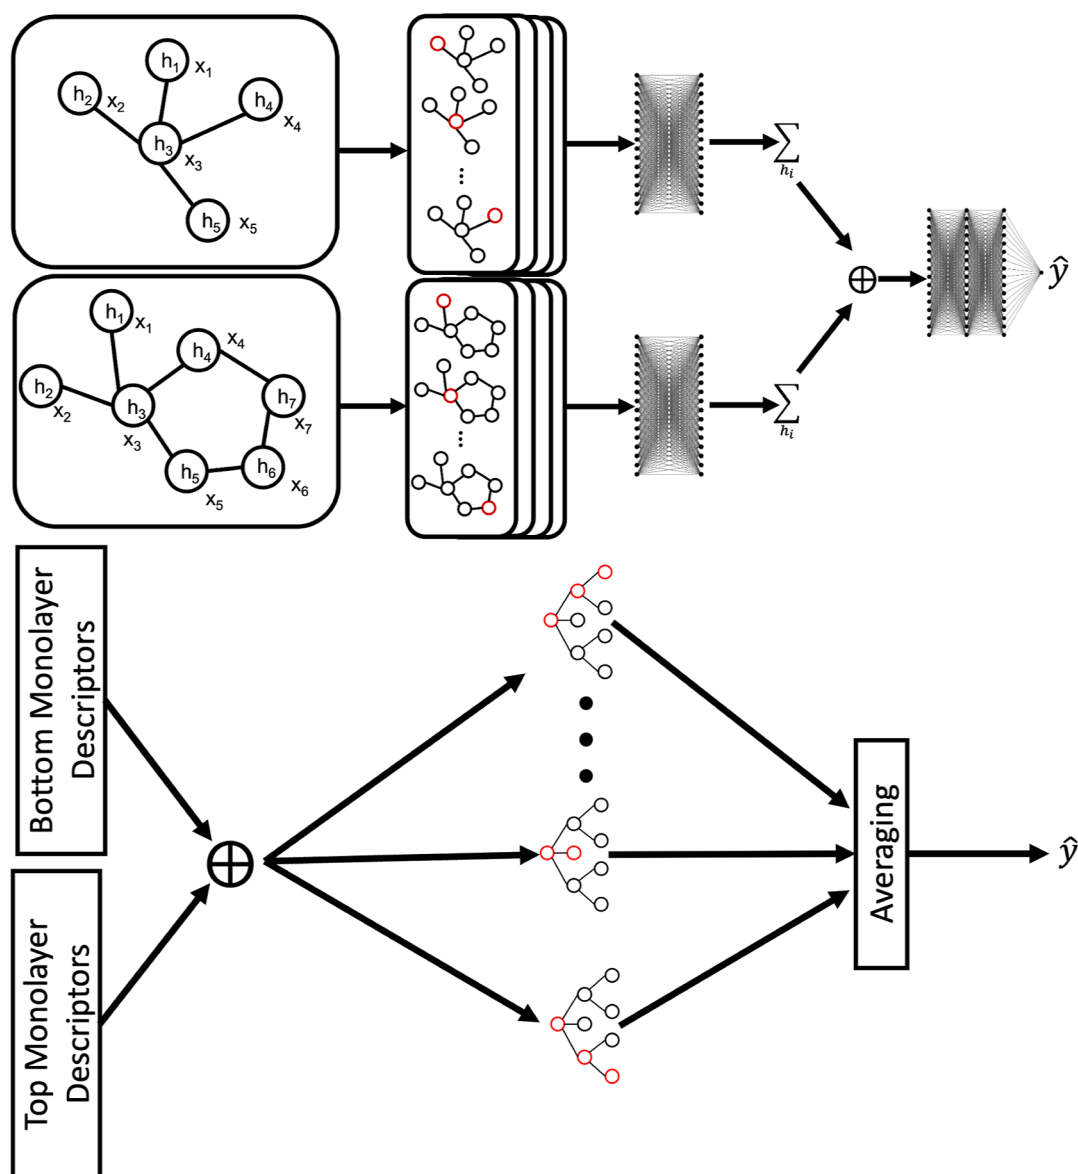 h1 x1
h2 x2
h3 x3
h4 x4
h5 x5
...
∑
hi
h1 x1
h2 x2
h3 x3
h4 x4
h5 x5
h6 x6
h7 x7
...
∑
hi
⊕
ŷ
Bottom Monolayer
Descriptors
Top Monolayer
Descriptors
⊕
Averaging
ŷ